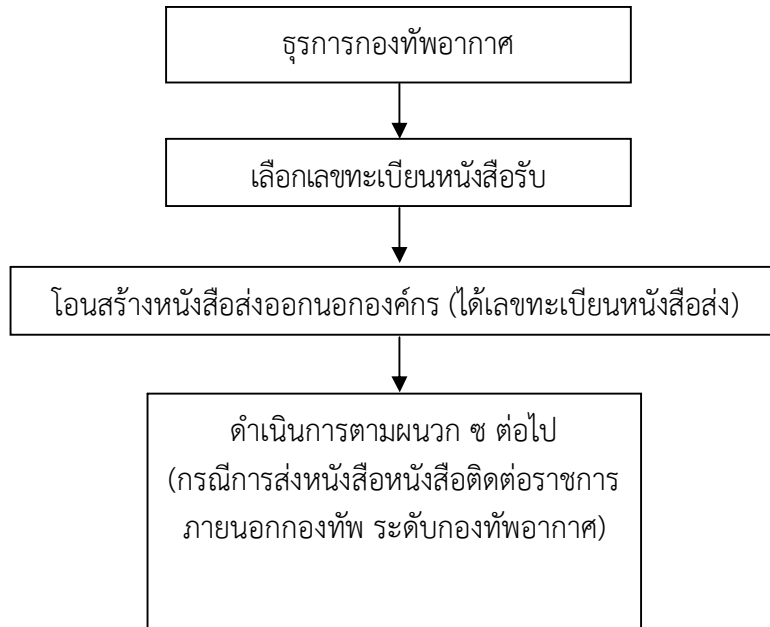 ธุรการกองทัพอากาศ
เลือกเลขทะเบียนหนังสือรับ
โอนสร้างหนังสือส่งออกนอกองค์กร (ได้เลขทะเบียนหนังสือส่ง)
ดำเนินการตามผนวก ซ ต่อไป
(กรณีการส่งหนังสือหนังสือติดต่อราชการ
ภายนอกกองทัพ ระดับกองทัพอากาศ)